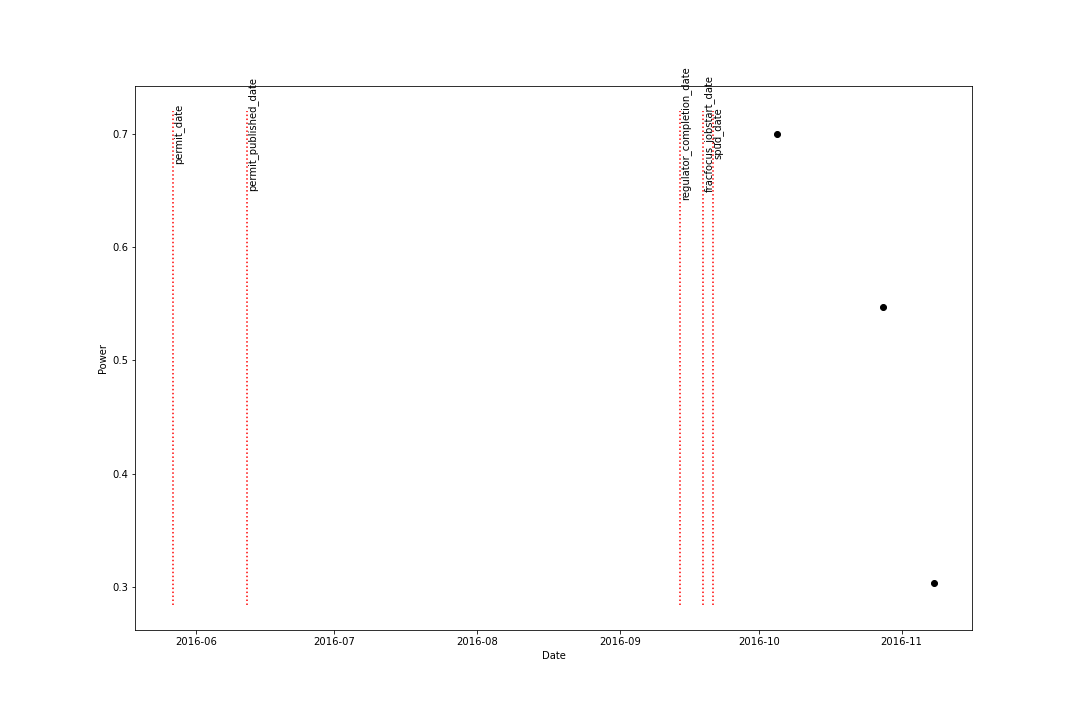 permit_date
permit_published_date
regulator_completion_date
fracfocus_jobstart_date
spud_date
0.7
0.6
0.5
0.4
0.3
Power
2016-06
2016-07
2016-08
2016-09
2016-10
2016-11
Date